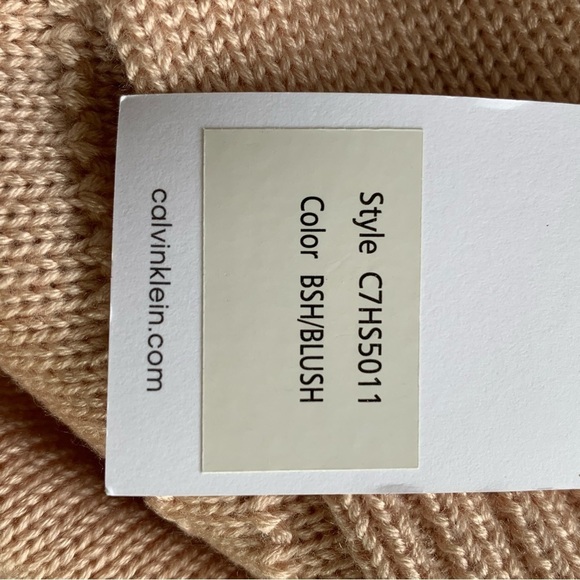 Style C7HS5011
Color BSH/BLUSH
calvinklein.com